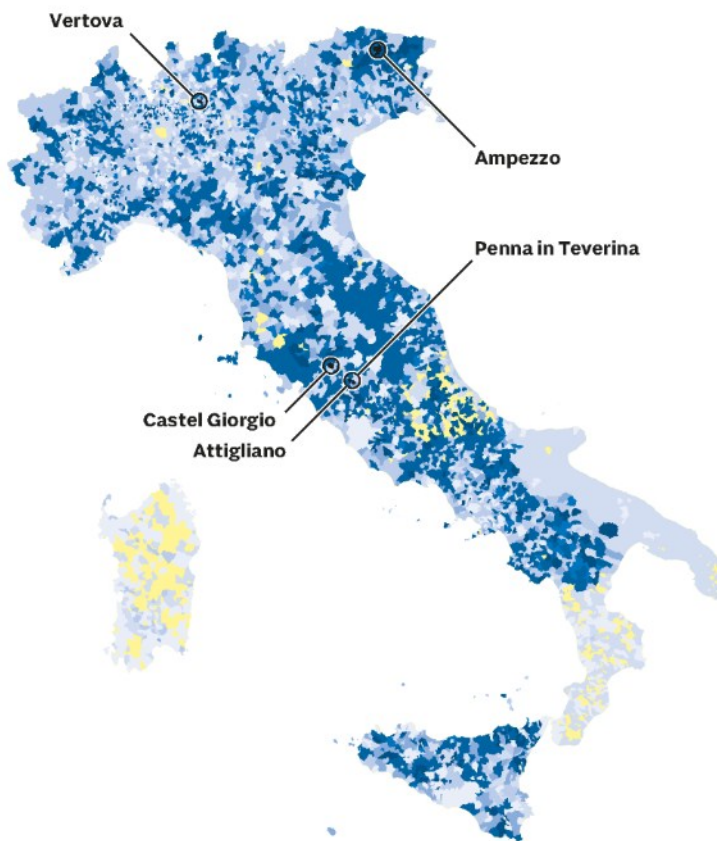 Vertova
Ampezzo
Penna in Teverina
Castel Giorgio
Attigliano